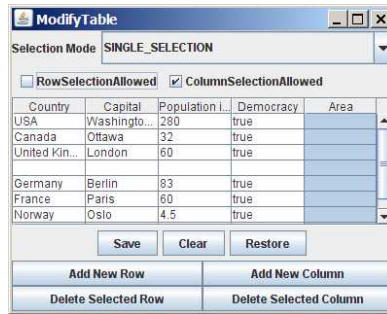 ModifyTable
Selection Mode SINGLE_SELECTION
RowSelectionAllowed ColumnSelectionAllowed
Country Capital Population i... Democracy Area
USA Washingto... 280 true
Canada Ottawa 32 true
United Kin... London 60 true
Germany Berlin 83 true
France Paris 60 true
Norway Oslo 4.5 true
Save Clear Restore
Add New Row Add New Column
Delete Selected Row Delete Selected Column